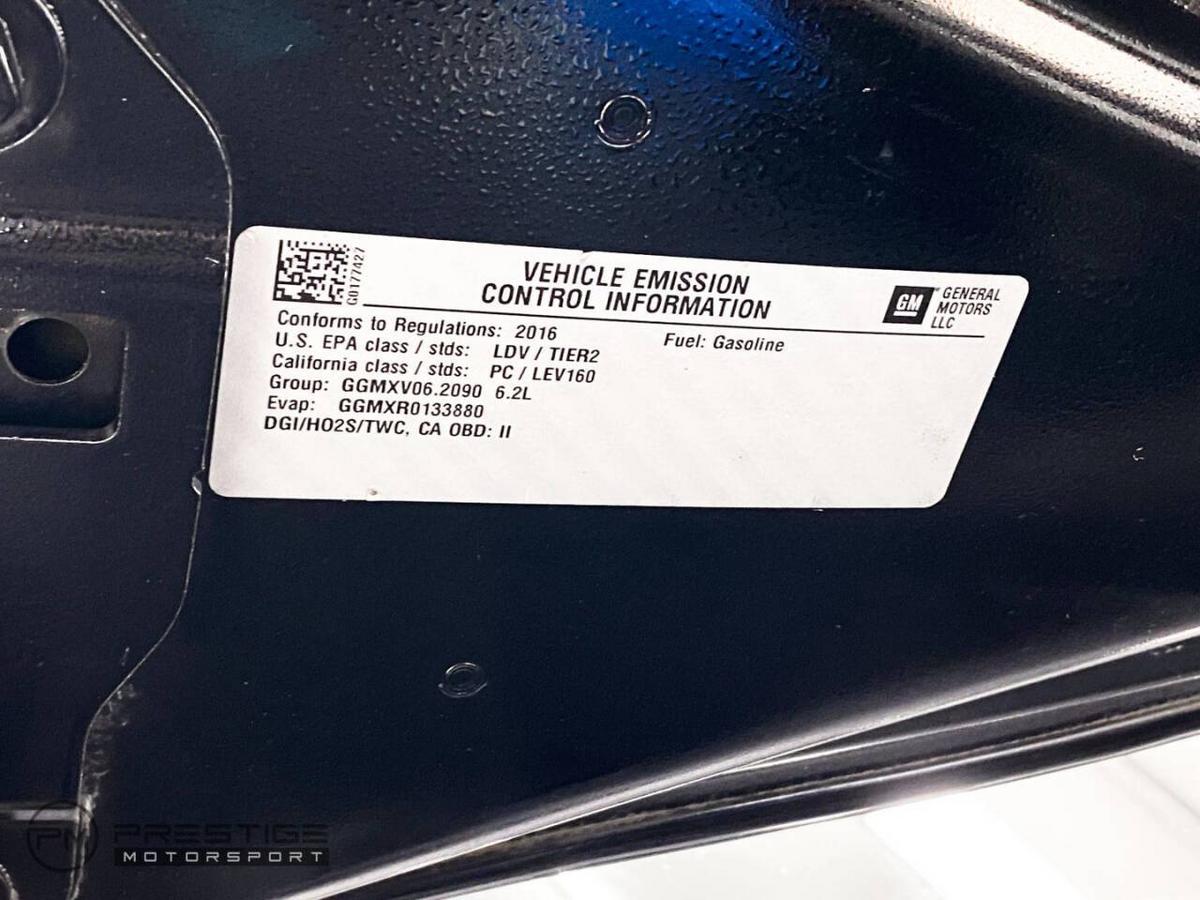 G0177427
VEHICLE EMISSION
CONTROL INFORMATION
GM
GENERAL
MOTORS
LLC
Conforms to Regulations: 2016
Fuel: Gasoline
U.S. EPA class / stds: LDV / TIER2
California class / stds: PC / LEV160
Group: GGMXV06.2090 6.2L
Evap: GGMXR0133880
DGI/HO2S/TWC, CA OBD: II
PM PRESTIGE
MOTORSPORT